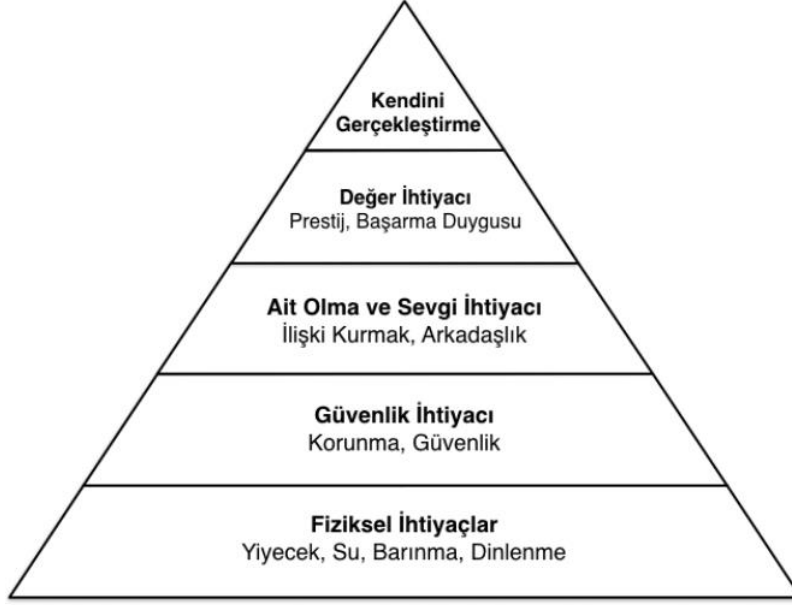 Kendini
Gerçekleştirme
Değer İhtiyacı
Prestij, Başarma Duygusu
Ait Olma ve Sevgi İhtiyacı
İlişki Kurmak, Arkadaşlık
Güvenlik İhtiyacı
Korunma, Güvenlik
Fiziksel İhtiyaçlar
Yiyecek, Su, Barınma, Dinlenme